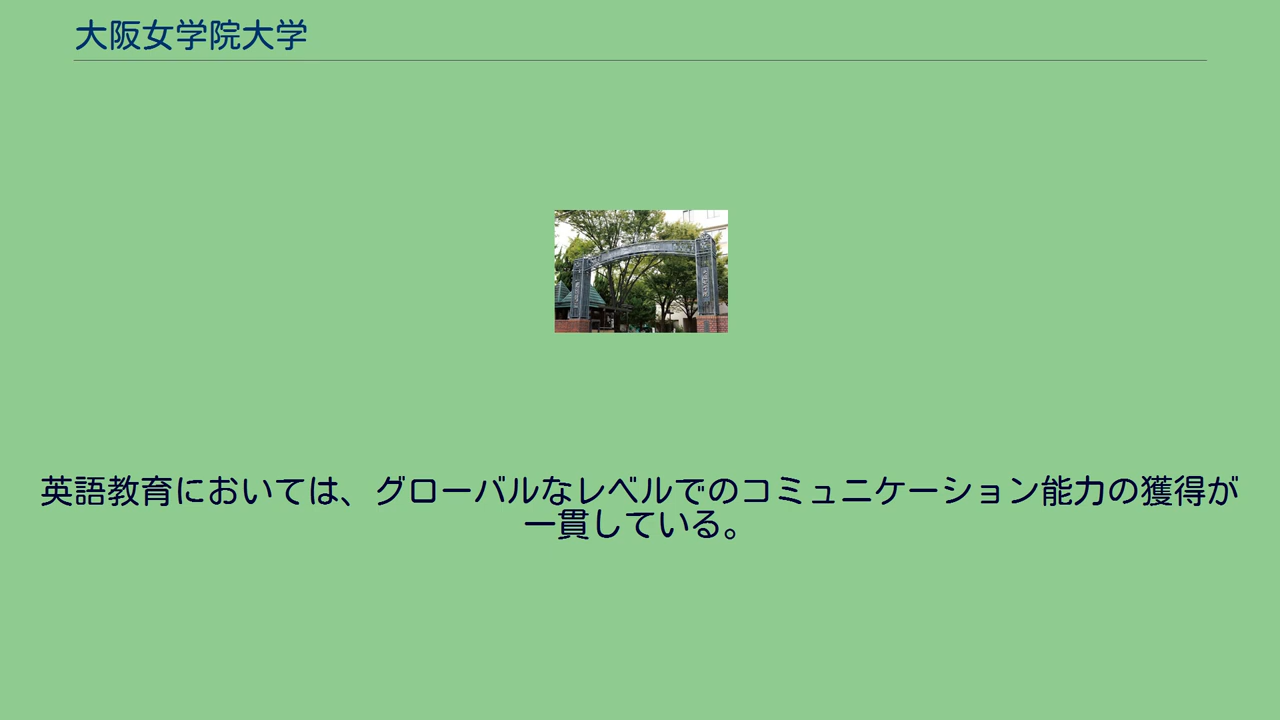 大阪女学院大学
英語教育においては、グローバルなレベルでのコミュニケーション能力の獲得が
一貫している。